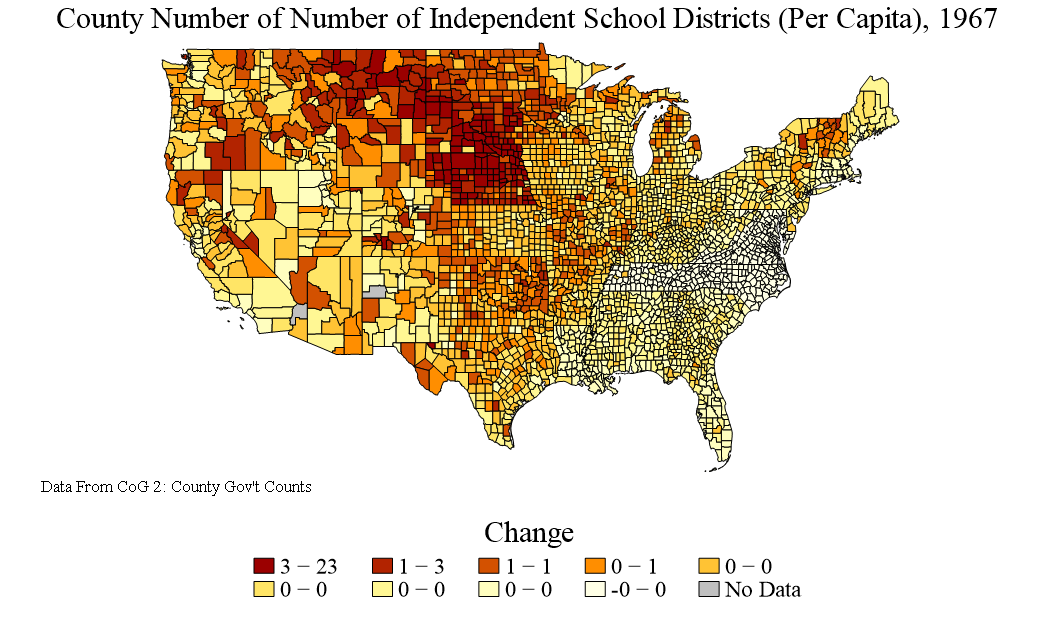 County Number of Number of Independent School Districts (Per Capita), 1967
Data From CoG 2: County Gov't Counts
Change
3 − 23 1 − 3 1 − 1 0 − 1 0 − 0
0 − 0 0 − 0 0 − 0 -0 − 0 No Data